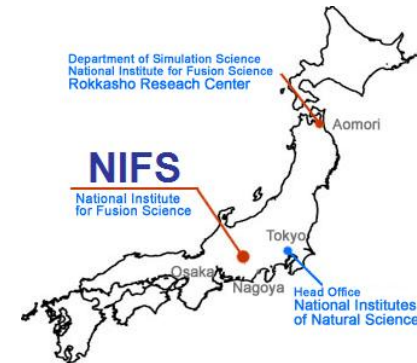 Department of Simulation Science
National Institute for Fusion Science
Rokkasho Reseach Center
Aomori
NIFS
National Institute
for Fusion Science
Tokyo
Osaka
Nagoya
Head Office
National Institutes
of Natural Science